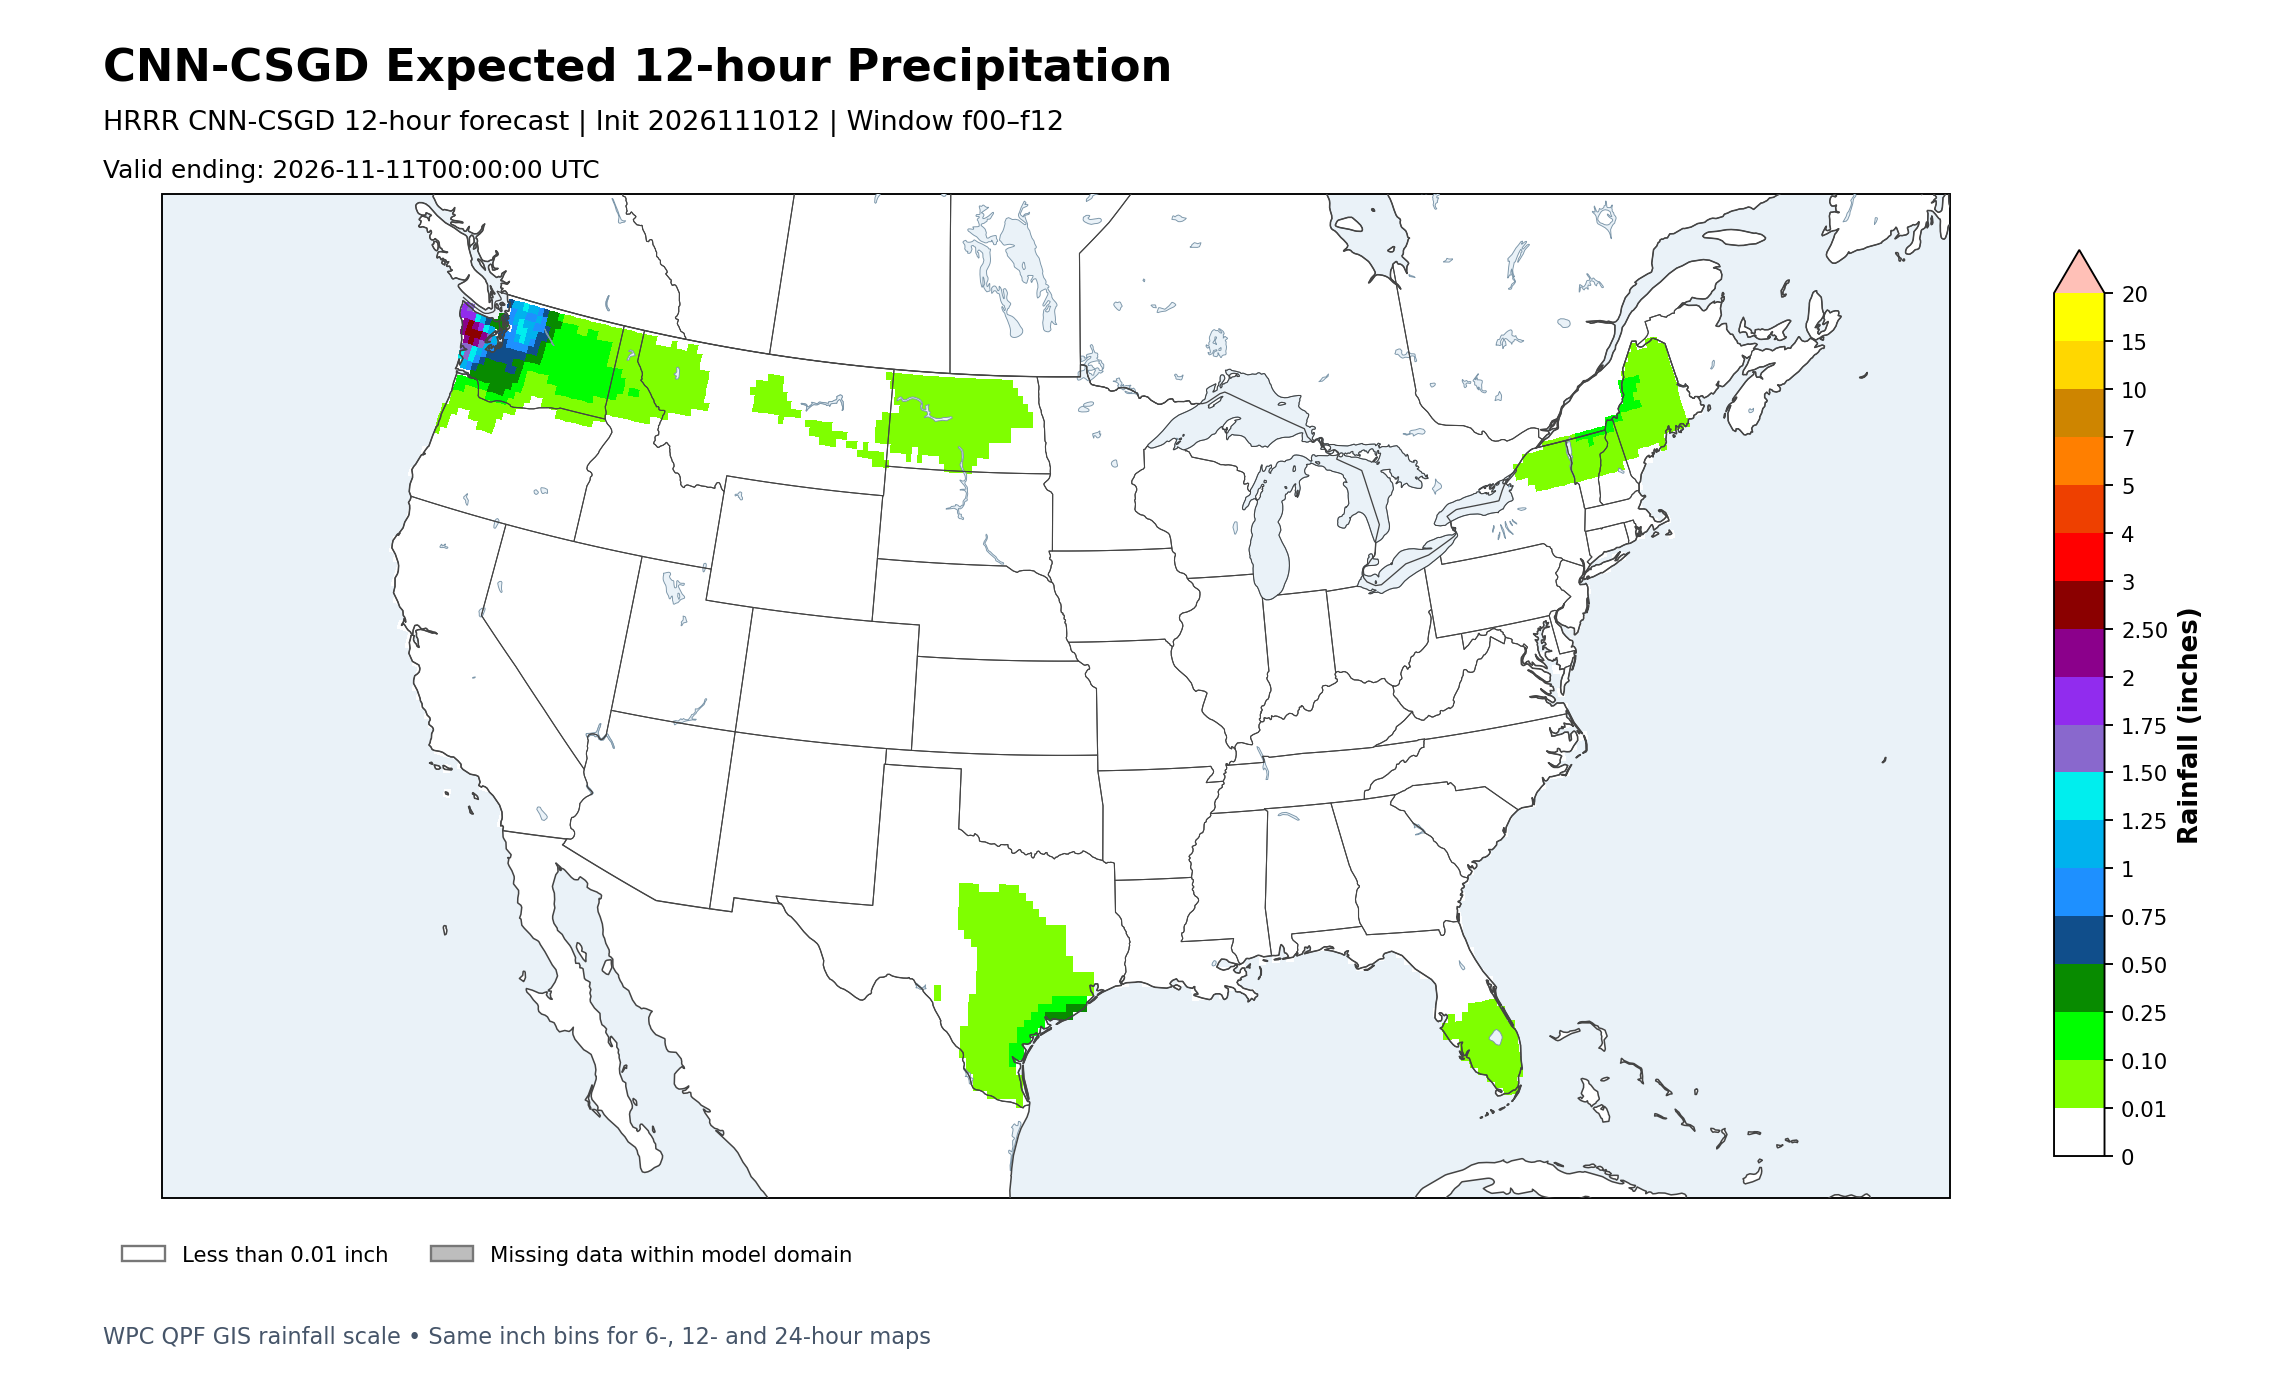 CNN-CSGD Expected 12-hour Precipitation
HRRR CNN-CSGD 12-hour forecast | Init 2026111012 | Window f00–f12
Valid ending: 2026-11-11T00:00:00 UTC
20
15
10
7
5
4
3
2.50
2
1.75
1.50
1.25
1
0.75
0.50
0.25
0.10
0.01
0
Rainfall (inches)
Less than 0.01 inch
Missing data within model domain
WPC QPF GIS rainfall scale • Same inch bins for 6-, 12- and 24-hour maps